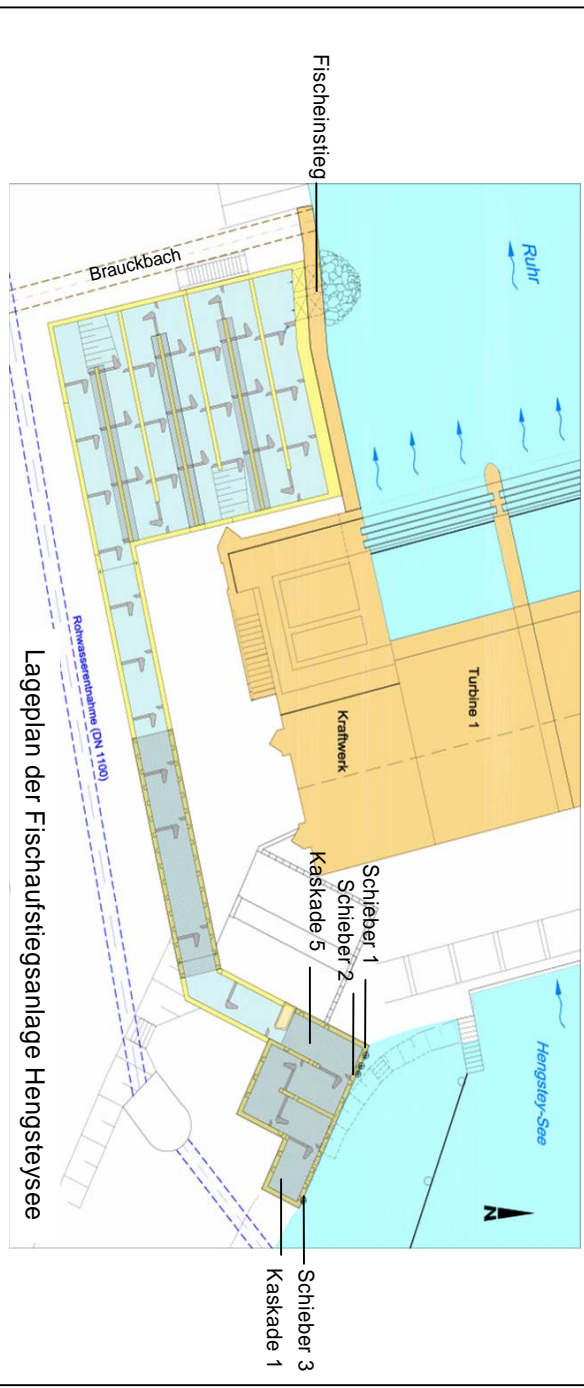 Fischeinstieg
Ruhr
Brauckbach
Turbine 1
Kraftwerk
Rohwasserentnahme (DN 1100)
Schieber 1
Schieber 2
Kaskade 5
Hengstey-See
N
Schieber 3
Kaskade 1
Lageplan der Fischaufstiegsanlage Hengsteysee